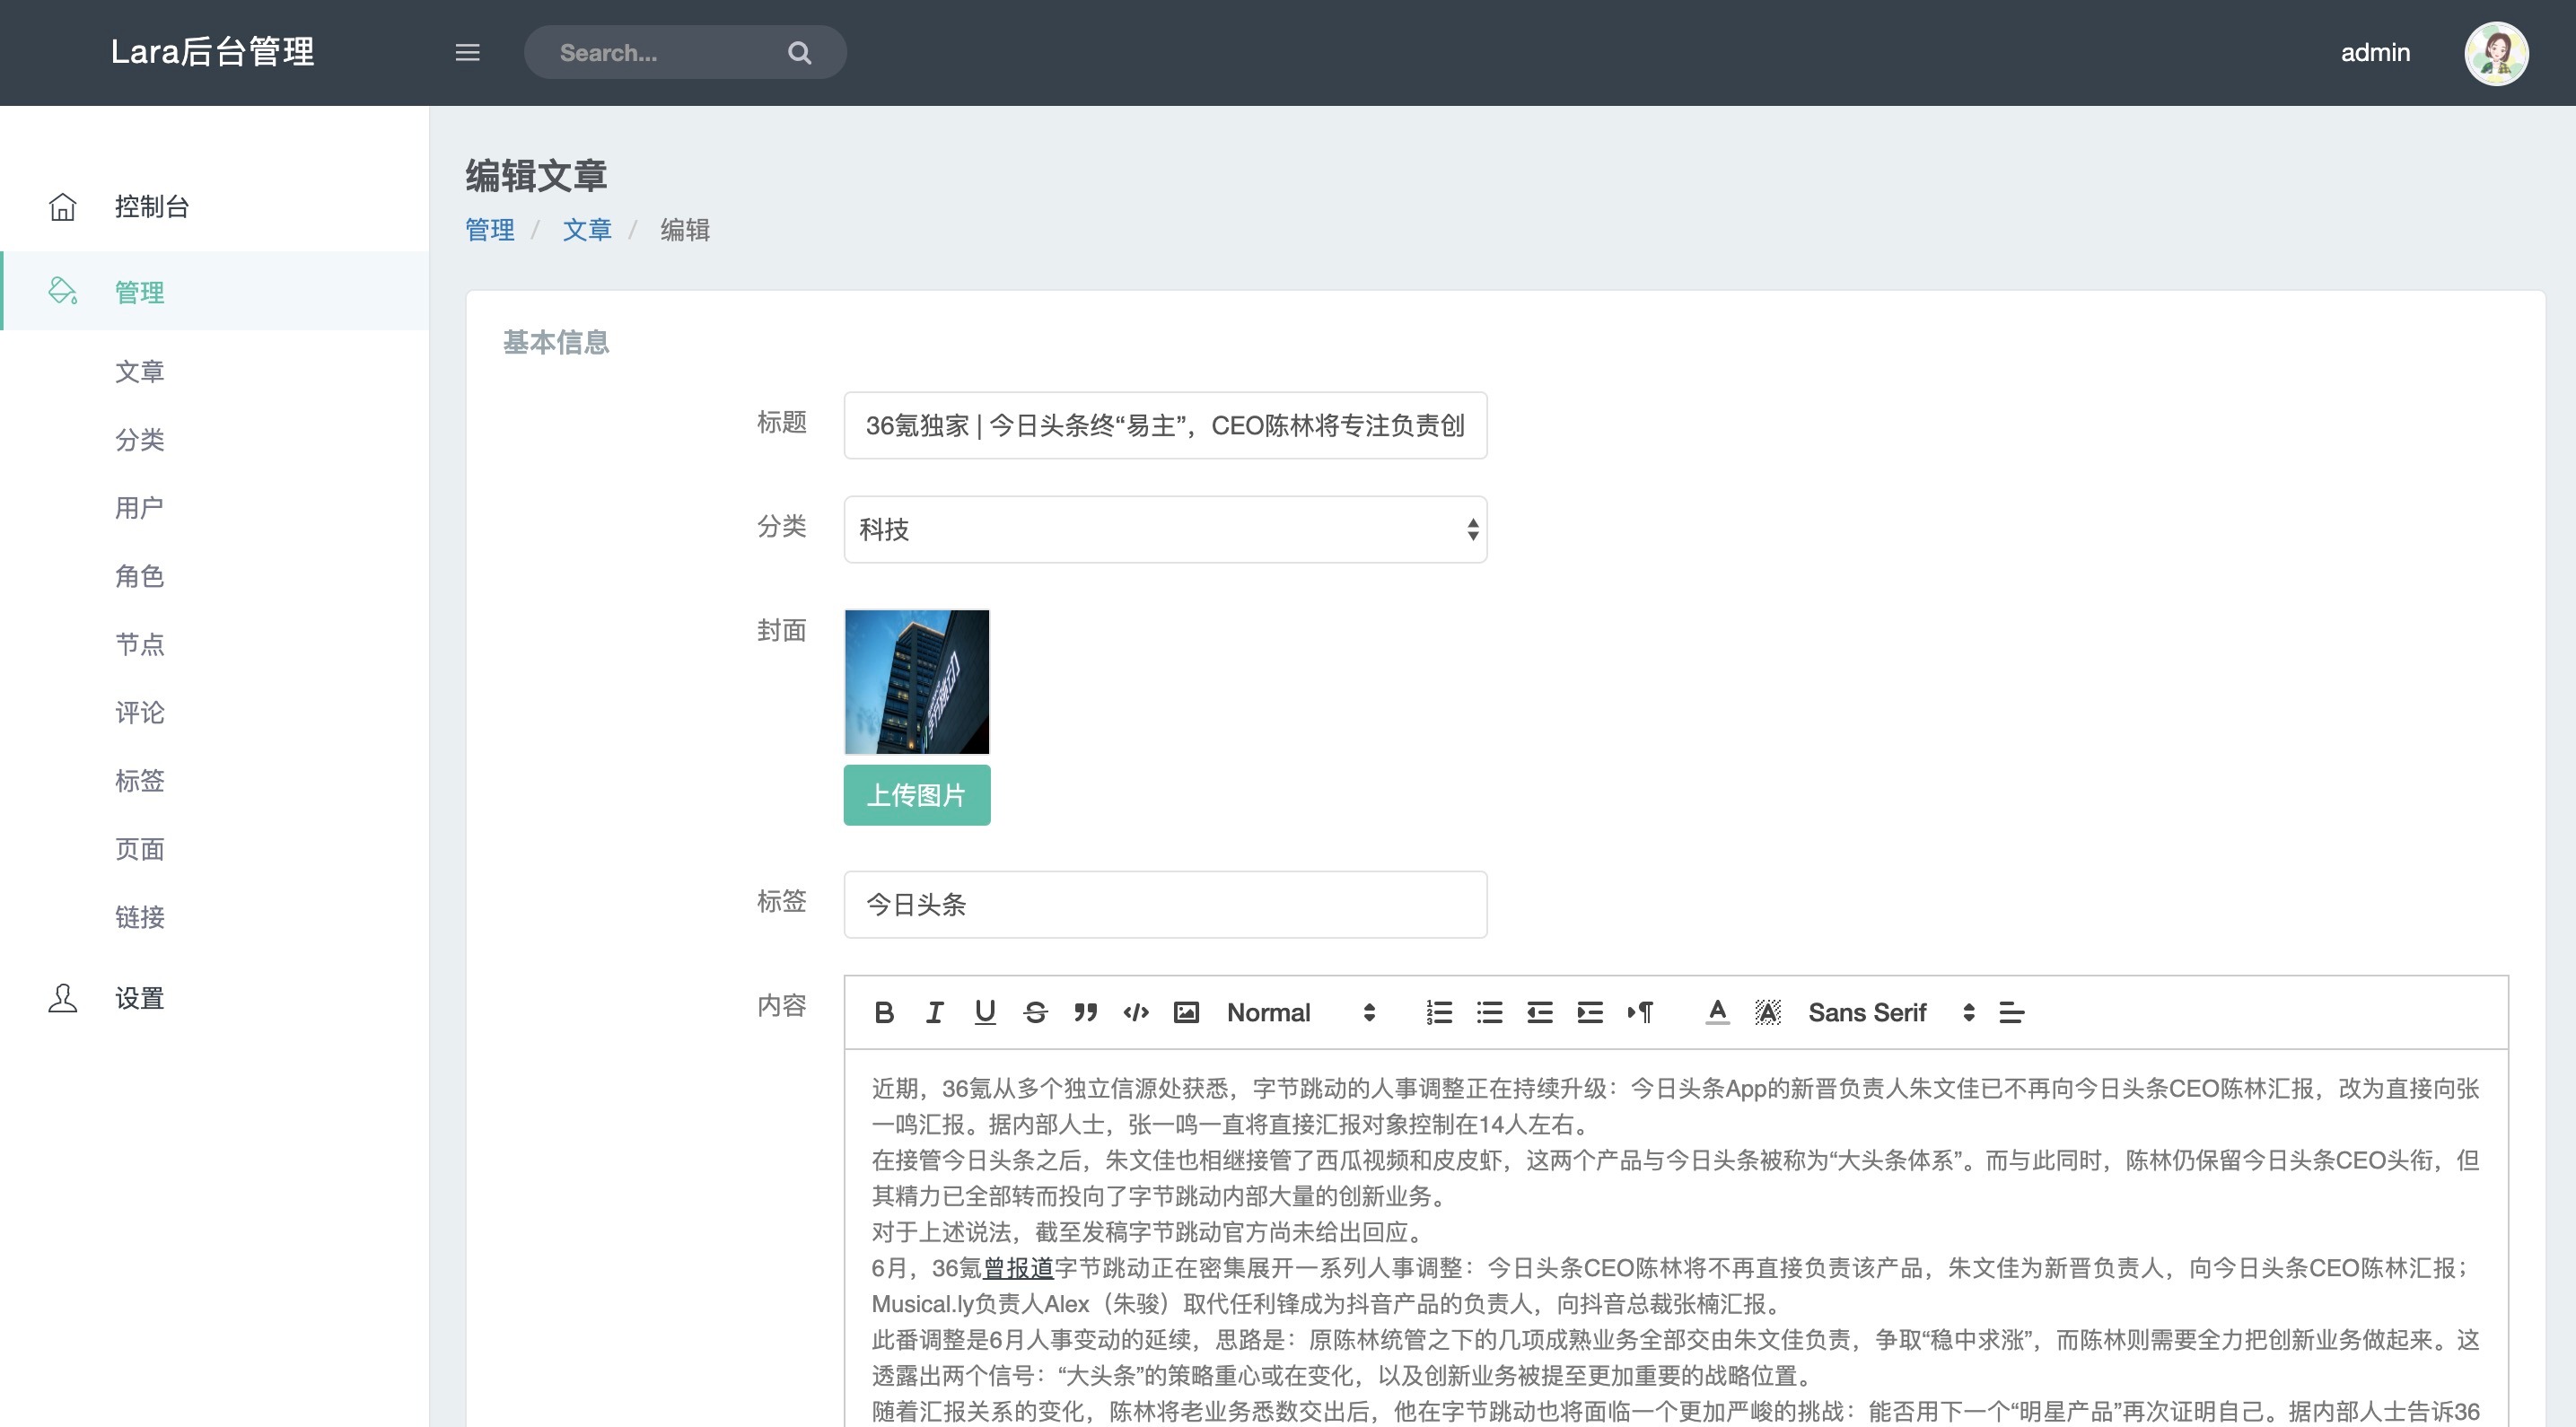 Lara后台管理
Search...
admin
控制台
管理
文章
分类
用户
角色
节点
评论
标签
页面
链接
设置
编辑文章
管理 / 文章 / 编辑
基本信息
标题
36氪独家 | 今日头条终“易主”，CEO陈林将专注负责创
分类
科技
封面
字节跳动
上传图片
标签
今日头条
内容
Normal
Sans Serif
近期，36氪从多个独立信源处获悉，字节跳动的人事调整正在持续升级：今日头条App的新晋负责人朱文佳已不再向今日头条CEO陈林汇报，改为直接向张
一鸣汇报。据内部人士，张一鸣一直将直接汇报对象控制在14人左右。
在接管今日头条之后，朱文佳也相继接管了西瓜视频和皮皮虾，这两个产品与今日头条被称为“大头条体系”。而与此同时，陈林仍保留今日头条CEO头衔，但
其精力已全部转而投向了字节跳动内部大量的创新业务。
对于上述说法，截至发稿字节跳动官方尚未给出回应。
6月，36氪曾报道字节跳动正在密集展开一系列人事调整：今日头条CEO陈林将不再直接负责该产品，朱文佳为新晋负责人，向今日头条CEO陈林汇报；
Musical.ly负责人Alex（朱骏）取代任利锋成为抖音产品的负责人，向抖音总裁张楠汇报。
此番调整是6月人事变动的延续，思路是：原陈林统管之下的几项成熟业务全部交由朱文佳负责，争取“稳中求涨”，而陈林则需要全力把创新业务做起来。这
透露出两个信号：“大头条”的策略重心或在变化，以及创新业务被提至更加重要的战略位置。
随着汇报关系的变化，陈林将老业务悉数交出后，他在字节跳动也将面临一个更加严峻的挑战：能否用下一个“明星产品”再次证明自己。据内部人士告诉36